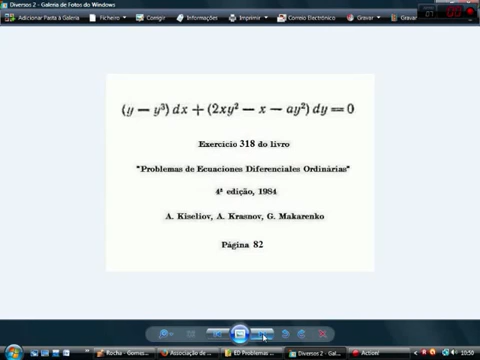 Diversos 2 - Galeria de Fotos do Windows
Adicionar Pasta à Galeria Ficheiro Corrigir Informações Imprimir Correio Electrónico Gravar Gravar
(y − y³) dx + (2xy² − x − ay²) dy = 0
Exercício 318 do livro
"Problemas de Ecuaciones Diferenciales Ordinárias"
4ª edição, 1984
A. Kiseliov, A. Krasnov, G. Makarenko
Página 82
Rocha - Gomes... Associação de ... ED Problemas ... Diversos 2 - Gal... ActionI 10:50